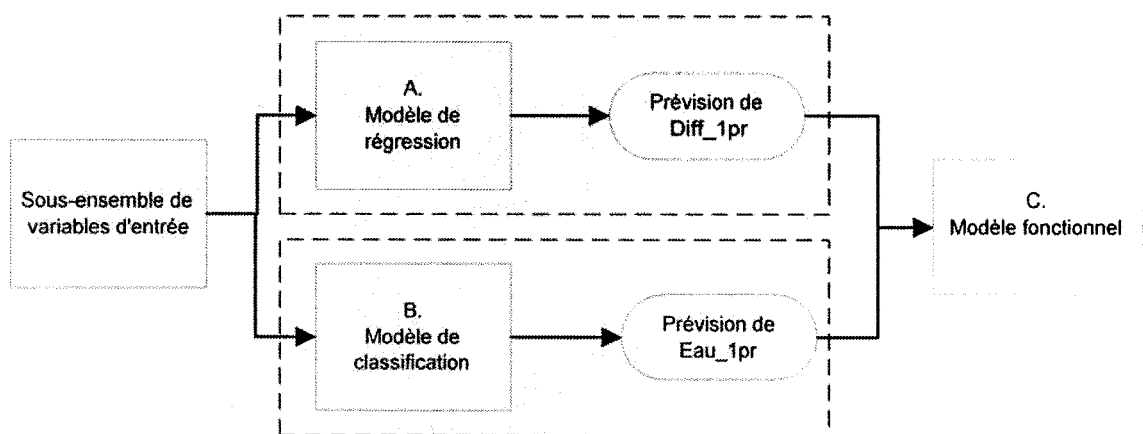 Sous-ensemble de
variables d'entrée
A.
Modèle de
régression
Prévision de
Diff_1pr
B.
Modèle de
classification
Prévision de
Eau_1pr
C.
Modèle fonctionnel